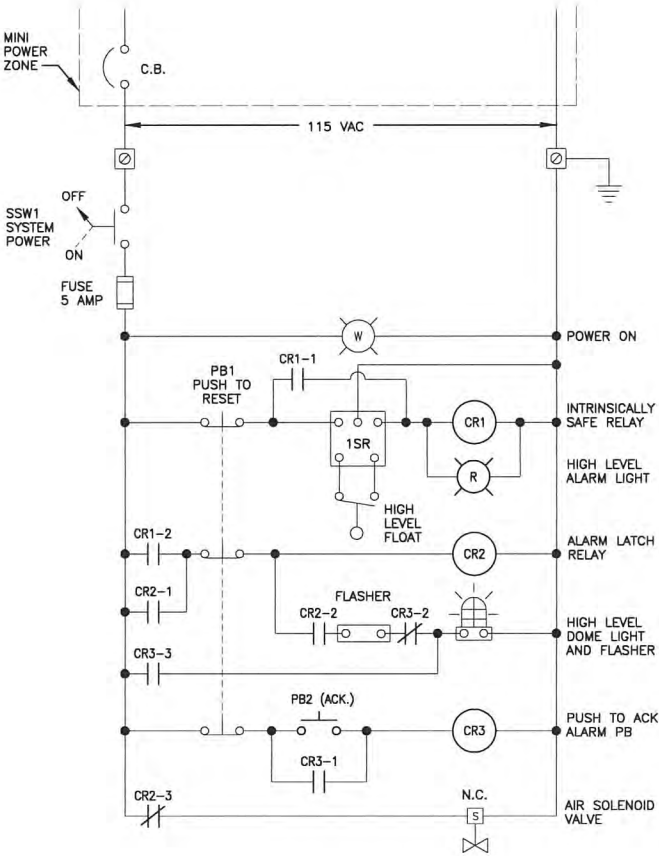 MINI
POWER
ZONE
C.B.
115 VAC
OFF
SSW1
SYSTEM
POWER
ON
FUSE
5 AMP
W
POWER ON
CR1-1
PB1
PUSH TO
RESET
1SR
CR1
INTRINSICALLY
SAFE RELAY
R
HIGH LEVEL
ALARM LIGHT
HIGH
LEVEL
FLOAT
CR1-2
CR2
ALARM LATCH
RELAY
CR2-1
FLASHER
CR2-2
CR3-2
HIGH LEVEL
DOME LIGHT
AND FLASHER
CR3-3
PB2 (ACK.)
CR3
PUSH TO ACK
ALARM PB
CR3-1
CR2-3
N.C.
S
AIR SOLENOID
VALVE